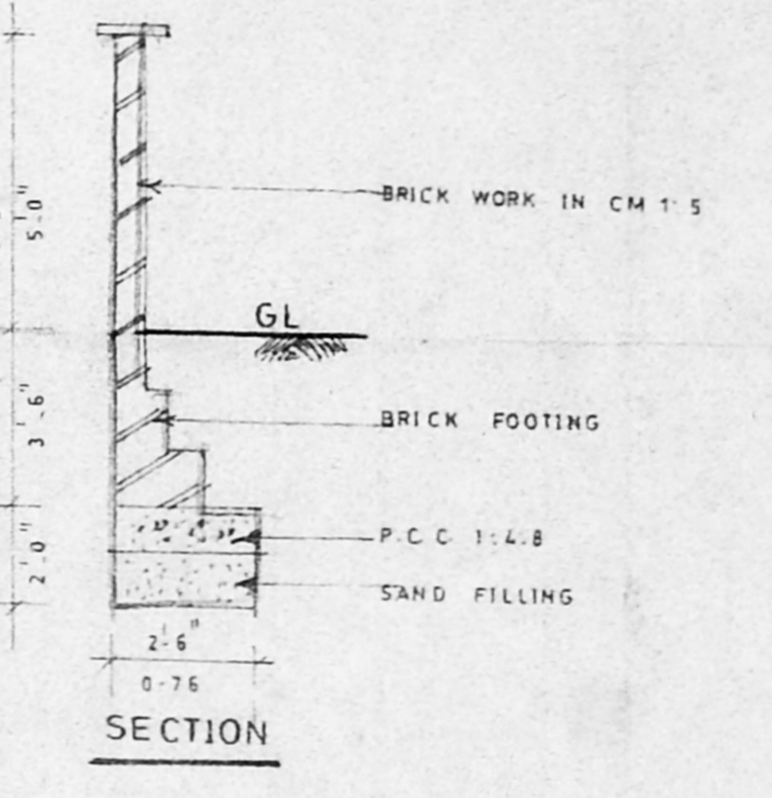 BRICK WORK IN CM 1:5
5'-0"
GL
3'-6"
BRICK FOOTING
P.C.C 1:4:8
2'-0"
SAND FILLING
2'-6"
0-76
SECTION